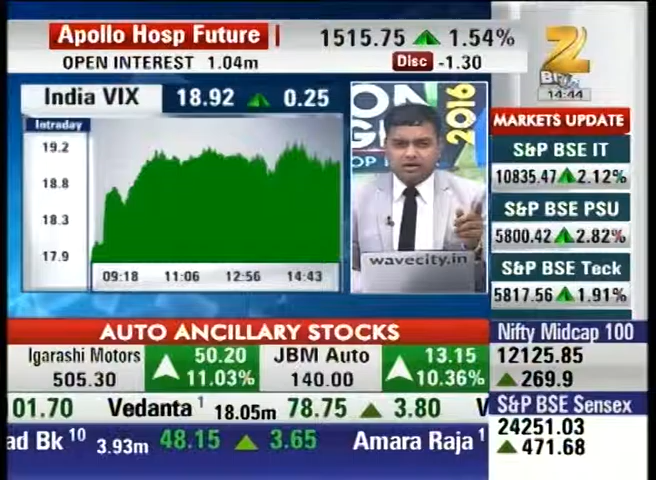 Apollo Hosp Future
1515.75 ▲ 1.54%
OPEN INTEREST 1.04m
Disc -1.30
14:44
India VIX
18.92 ▲ 0.25
Intraday
19.2
18.8
18.3
17.9
09:18 11:06 12:56 14:43
2016
wavecity.in
MARKETS UPDATE
S&P BSE IT
10835.47 ▲ 2.12%
S&P BSE PSU
5800.42 ▲ 2.82%
S&P BSE Teck
5817.56 ▲ 1.91%
AUTO ANCILLARY STOCKS
Igarashi Motors
505.30
▲ 50.20
11.03%
JBM Auto
140.00
▲ 13.15
10.36%
Nifty Midcap 100
12125.85
▲ 269.9
S&P BSE Sensex
24251.03
▲ 471.68
01.70 Vedanta 1 18.05m 78.75 ▲ 3.80 V
ad Bk 10 3.93m 48.15 ▲ 3.65 Amara Raja 1